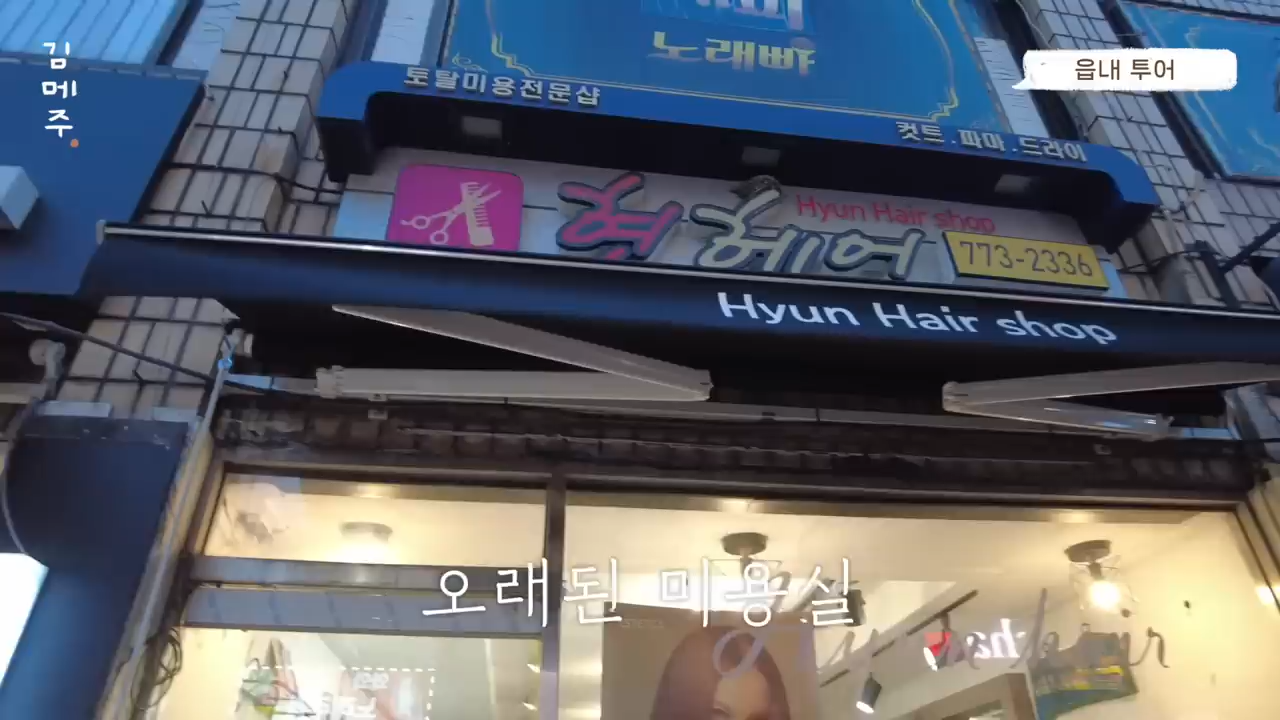 김메주
읍내 투어
노래빠
토탈미용전문샵
컷트.파마.드라이
Hyun Hair shop
현 헤어
773-2336
Hyun Hair shop
오래된 미용실